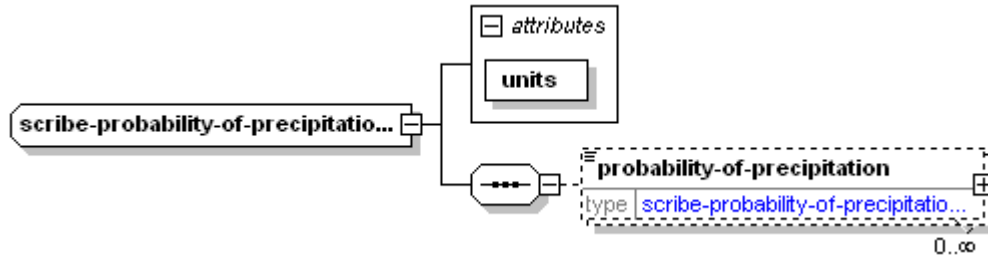 attributes
units
scribe-probability-of-precipitatio...
probability-of-precipitation
type scribe-probability-of-precipitatio...
0..∞